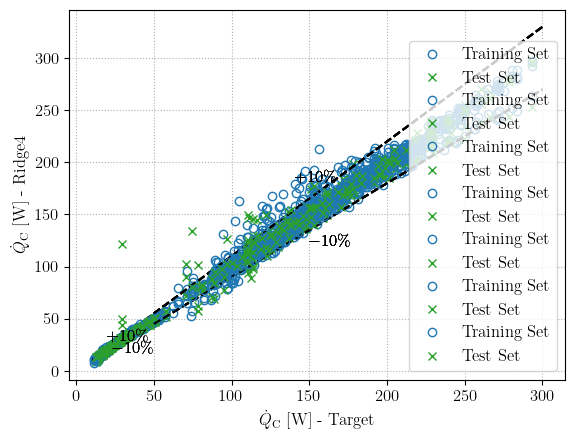 300
250
200
150
100
50
0
Q̇C [W] - Ridge4
+10%
−10%
+10%
−10%
Training Set
Test Set
Training Set
Test Set
Training Set
Test Set
Training Set
Test Set
Training Set
Test Set
Training Set
Test Set
Training Set
Test Set
0 50 100 150 200 250 300
Q̇C [W] - Target